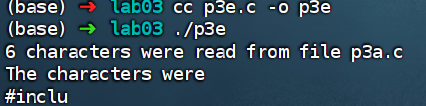 (base) ➜ lab03 cc p3e.c -o p3e
(base) ➜ lab03 ./p3e
6 characters were read from file p3a.c
The characters were
#inclu